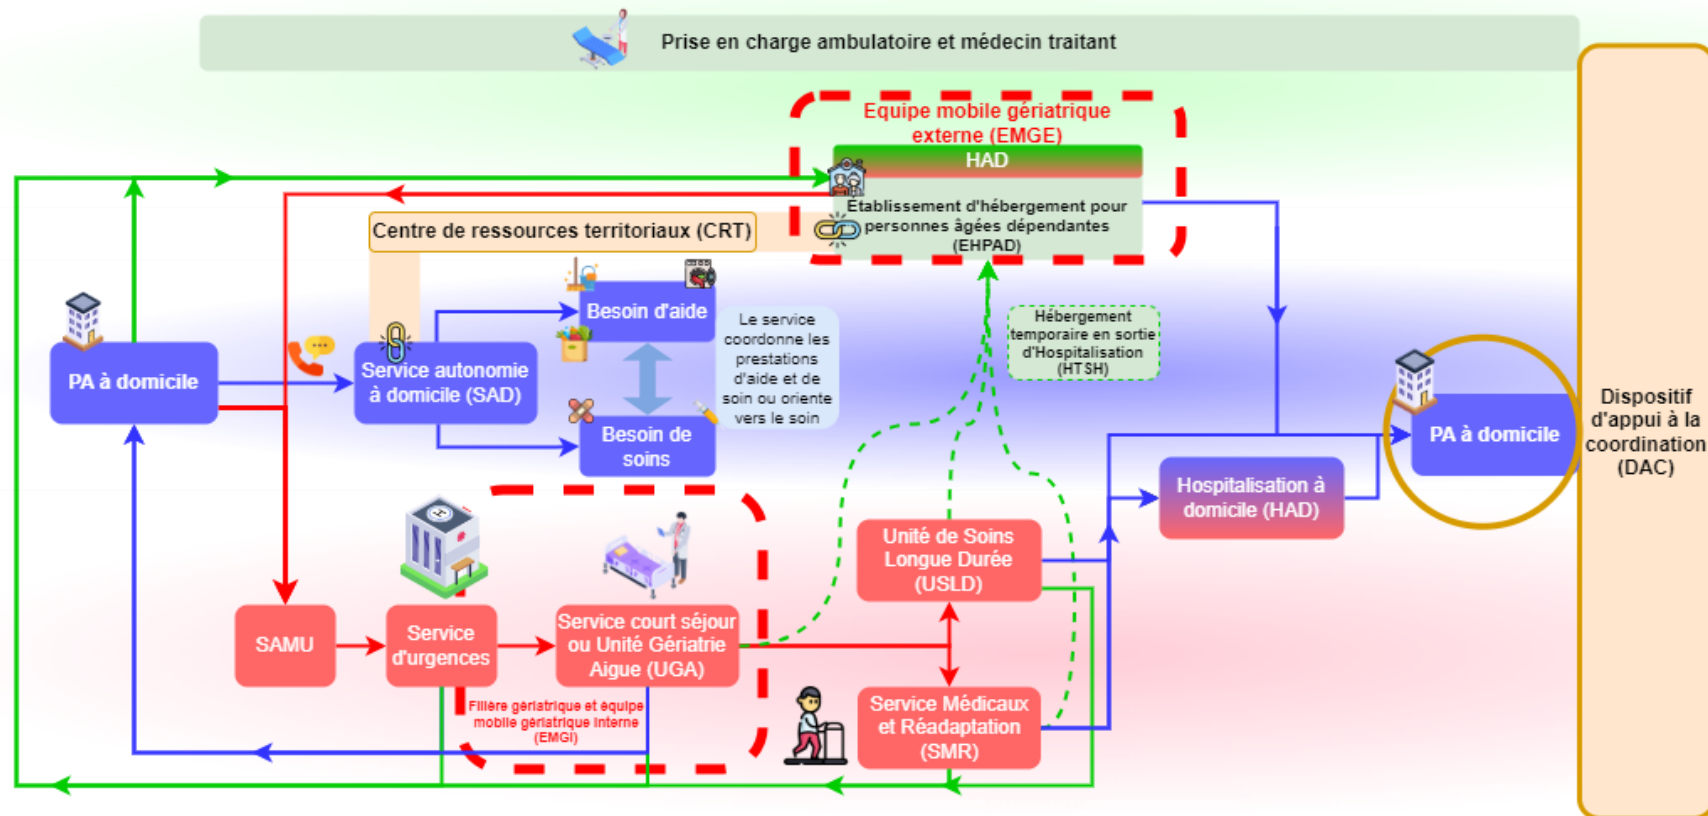 Prise en charge ambulatoire et médecin traitant
Equipe mobile gériatrique
externe (EMGE)
HAD
Établissement d'hébergement pour
personnes âgées dépendantes
(EHPAD)
Centre de ressources territoriaux (CRT)
Besoin d'aide
Le service
coordonne les
prestations
d'aide et de
soin ou oriente
vers le soin
Hébergement
temporaire en sortie
d'Hospitalisation
(HTSH)
PA à domicile
Service autonomie
à domicile (SAD)
Besoin de
soins
PA à domicile
Dispositif
d'appui à la
coordination
(DAC)
Hospitalisation à
domicile (HAD)
Unité de Soins
Longue Durée
(USLD)
SAMU
Service
d'urgences
Service court séjour
ou Unité Gériatrie
Aigue (UGA)
Filière gériatrique et équipe
mobile gériatrique interne
(EMGI)
Service Médicaux
et Réadaptation
(SMR)
H